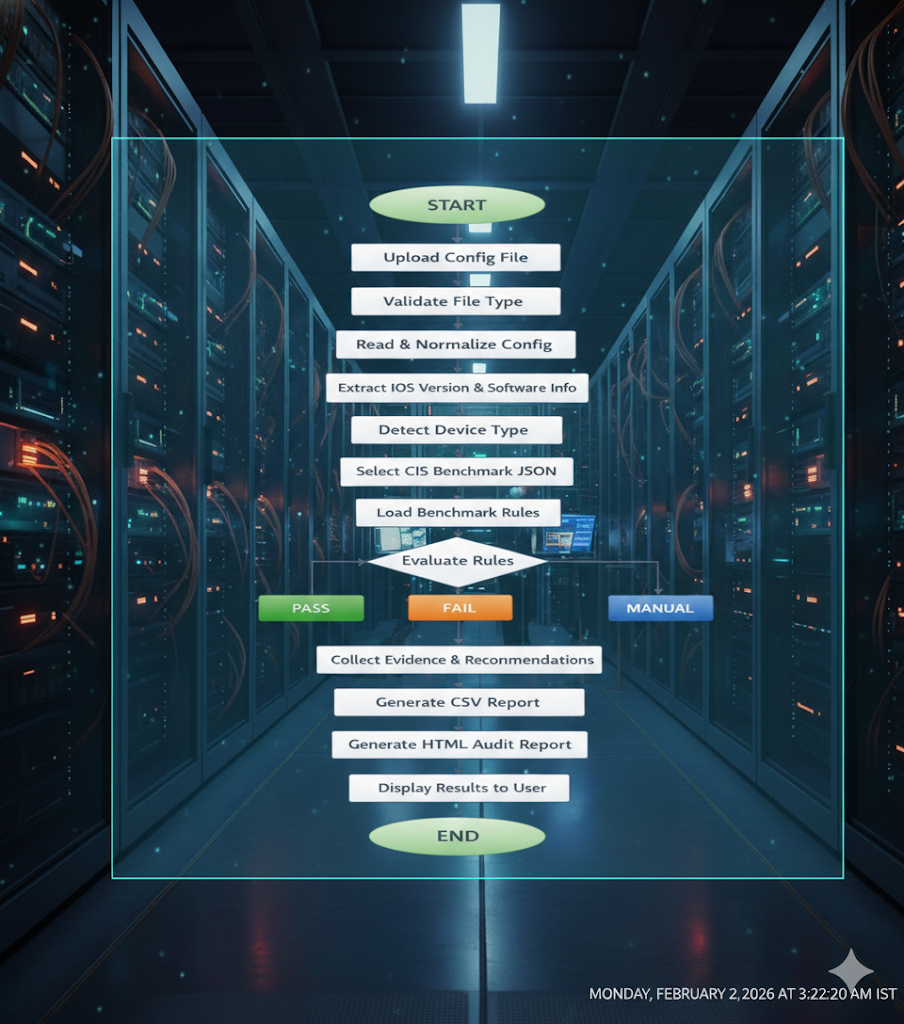 START
Upload Config File
Validate File Type
Read & Normalize Config
Extract IOS Version & Software Info
Detect Device Type
Select CIS Benchmark JSON
Load Benchmark Rules
Evaluate Rules
PASS
FAIL
MANUAL
Collect Evidence & Recommendations
Generate CSV Report
Generate HTML Audit Report
Display Results to User
END
MONDAY, FEBRUARY 2, 2026 AT 3:22:20 AM IST